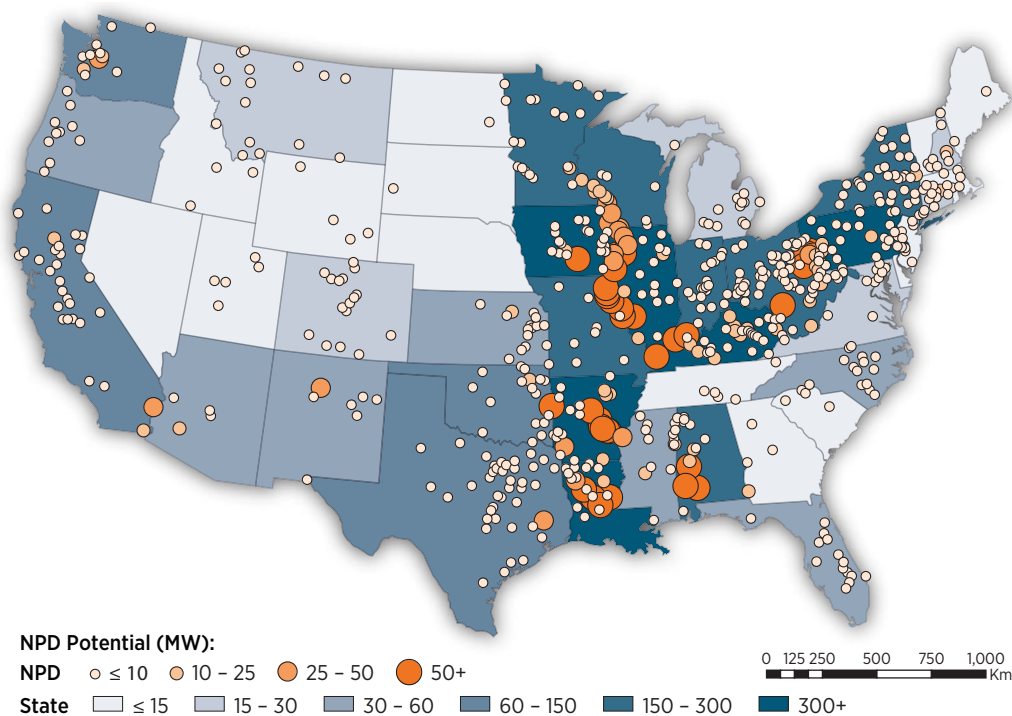 NPD Potential (MW):
NPD ≤ 10 10 – 25 25 – 50 50+
0 125 250 500 750 1,000
Km
State ≤ 15 15 – 30 30 – 60 60 – 150 150 – 300 300+